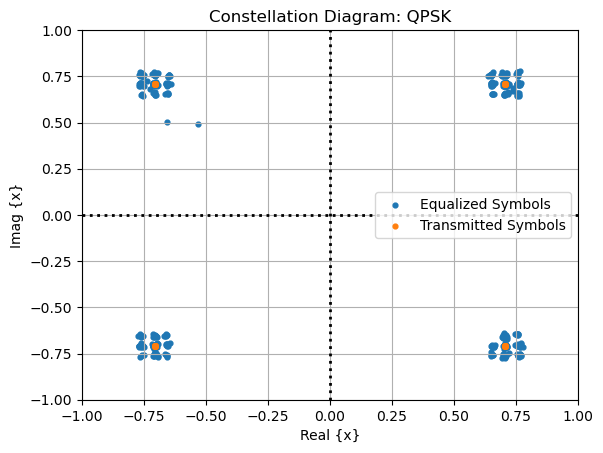 Constellation Diagram: QPSK
1.00
0.75
0.50
0.25
0.00
−0.25
−0.50
−0.75
−1.00
Imag {x}
Equalized Symbols
Transmitted Symbols
−1.00 −0.75 −0.50 −0.25 0.00 0.25 0.50 0.75 1.00
Real {x}